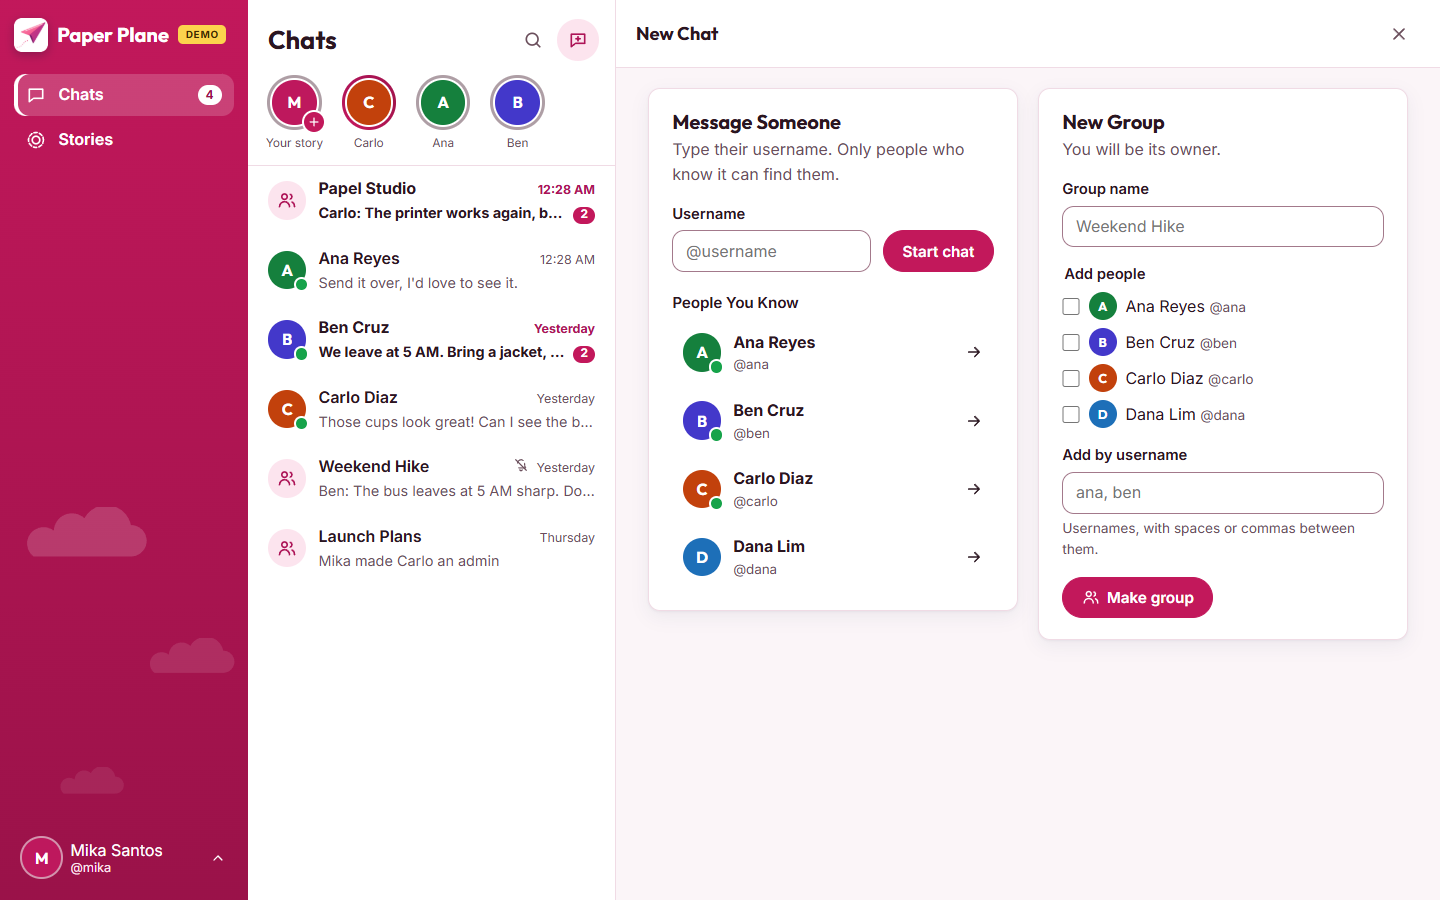 Paper Plane DEMO
Chats 4
Stories
M Mika Santos
@mika
Chats
M
Your story
C
Carlo
A
Ana
B
Ben
Papel Studio 12:28 AM
Carlo: The printer works again, b... 2
A Ana Reyes 12:28 AM
Send it over, I'd love to see it.
B Ben Cruz Yesterday
We leave at 5 AM. Bring a jacket, ... 2
C Carlo Diaz Yesterday
Those cups look great! Can I see the b...
Weekend Hike Yesterday
Ben: The bus leaves at 5 AM sharp. Do...
Launch Plans Thursday
Mika made Carlo an admin
New Chat
Message Someone
Type their username. Only people who
know it can find them.
Username
@username Start chat
People You Know
A Ana Reyes
@ana
B Ben Cruz
@ben
C Carlo Diaz
@carlo
D Dana Lim
@dana
New Group
You will be its owner.
Group name
Weekend Hike
Add people
A Ana Reyes @ana
B Ben Cruz @ben
C Carlo Diaz @carlo
D Dana Lim @dana
Add by username
ana, ben
Usernames, with spaces or commas between
them.
Make group